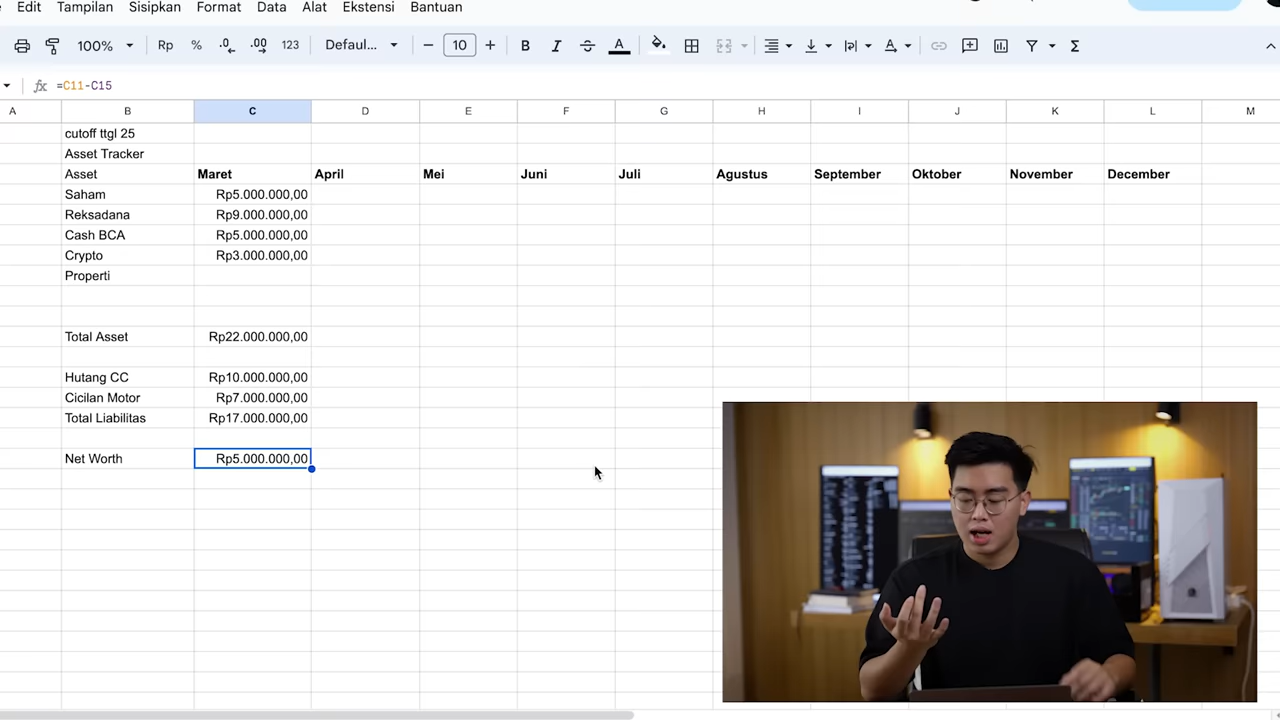 Edit Tampilan Sisipkan Format Data Alat Ekstensi Bantuan
100% Rp % .0 .00 123 Defaul... 10 B I S A Σ
fx =C11-C15
A B C D E F G H I J K L M
cutoff ttgl 25
Asset Tracker
Asset Maret April Mei Juni Juli Agustus September Oktober November December
Saham Rp5.000.000,00
Reksadana Rp9.000.000,00
Cash BCA Rp5.000.000,00
Crypto Rp3.000.000,00
Properti
Total Asset Rp22.000.000,00
Hutang CC Rp10.000.000,00
Cicilan Motor Rp7.000.000,00
Total Liabilitas Rp17.000.000,00
Net Worth Rp5.000.000,00